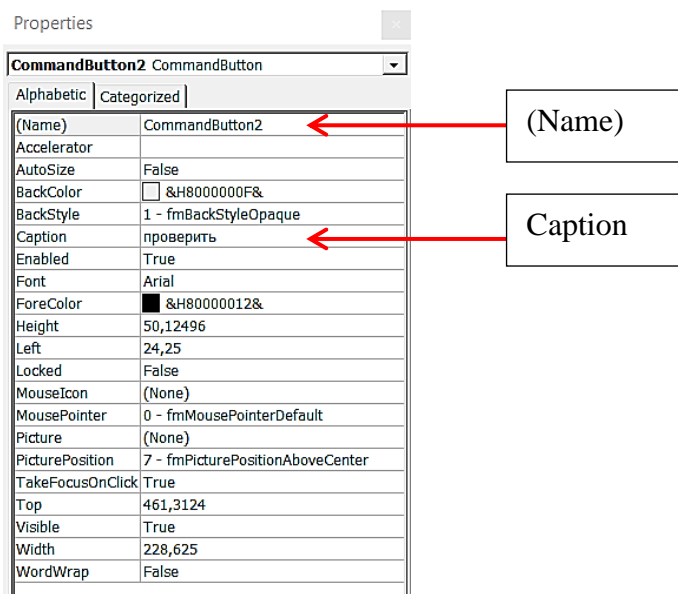 Properties
CommandButton2 CommandButton
Alphabetic Categorized
(Name) CommandButton2
Accelerator
AutoSize False
BackColor &H8000000F&
BackStyle 1 - fmBackStyleOpaque
Caption проверить
Enabled True
Font Arial
ForeColor &H80000012&
Height 50,12496
Left 24,25
Locked False
MouseIcon (None)
MousePointer 0 - fmMousePointerDefault
Picture (None)
PicturePosition 7 - fmPicturePositionAboveCenter
TakeFocusOnClick True
Top 461,3124
Visible True
Width 228,625
WordWrap False
(Name)
Caption